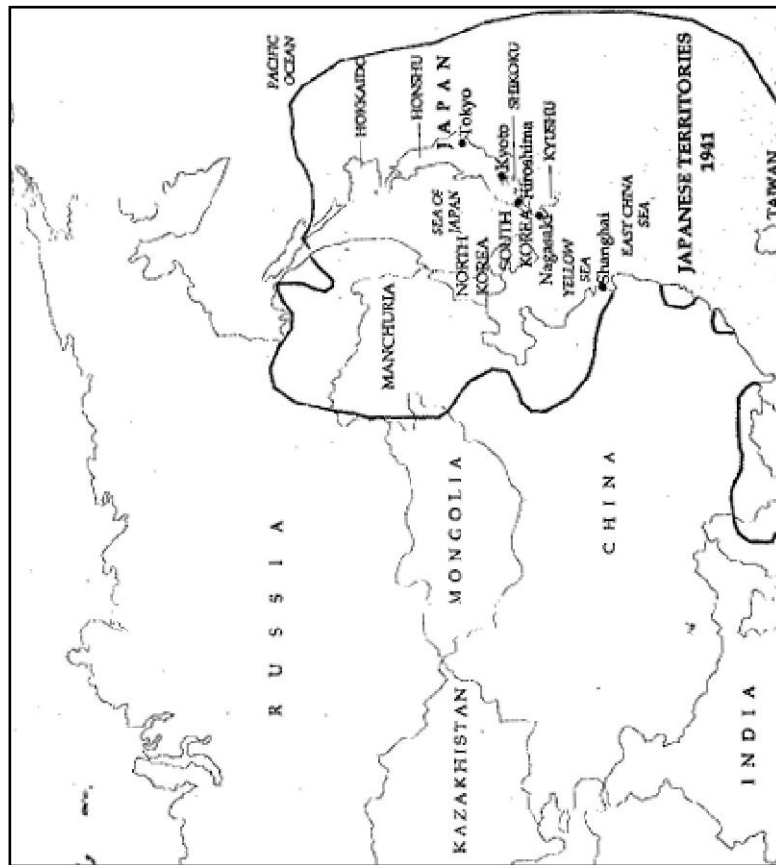 PACIFIC
OCEAN
HOKKAIDO
HONSHU
JAPAN
Tokyo
SHIKOKU
Kyoto
Hiroshima
KYUSHU
SEA OF
JAPAN
NORTH
KOREA
SOUTH
KOREA
Nagasaki
YELLOW
SEA
Shanghai
EAST CHINA
SEA
JAPANESE TERRITORIES
1941
TAIWAN
MANCHURIA
RUSSIA
MONGOLIA
CHINA
KAZAKHISTAN
INDIA